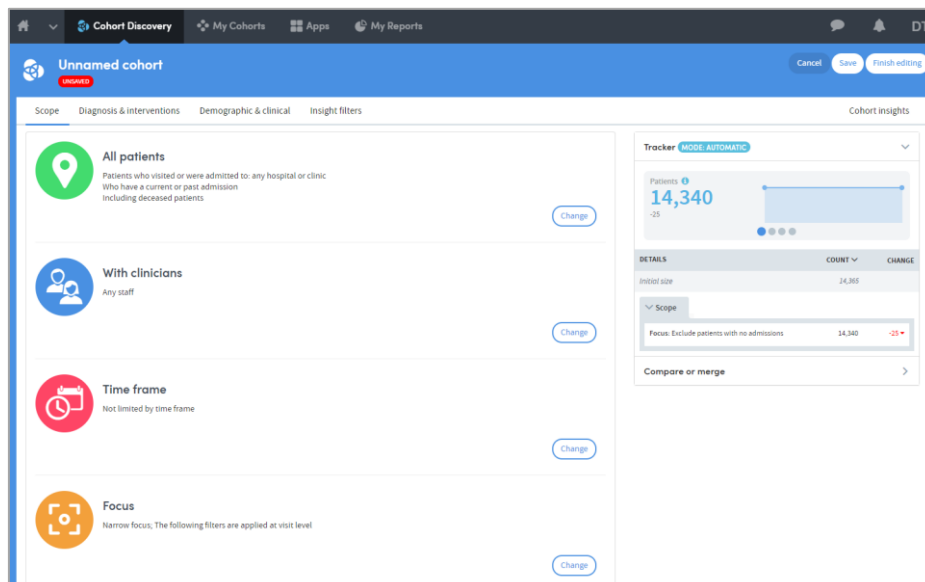 Cohort Discovery
My Cohorts
Apps
My Reports
DT
Unnamed cohort
UNSAVED
Cancel
Save
Finish editing
Scope
Diagnosis & interventions
Demographic & clinical
Insight filters
Cohort insights
All patients
Patients who visited or were admitted to: any hospital or clinic
Who have a current or past admission
Including deceased patients
Change
With clinicians
Any staff
Change
Time frame
Not limited by time frame
Change
Focus
Narrow focus; The following filters are applied at visit level
Change
Tracker MODE: AUTOMATIC
Patients
14,340
-25
DETAILS COUNT CHANGE
Initial size 14,365
Scope
Focus: Exclude patients with no admissions 14,340 -25
Compare or merge